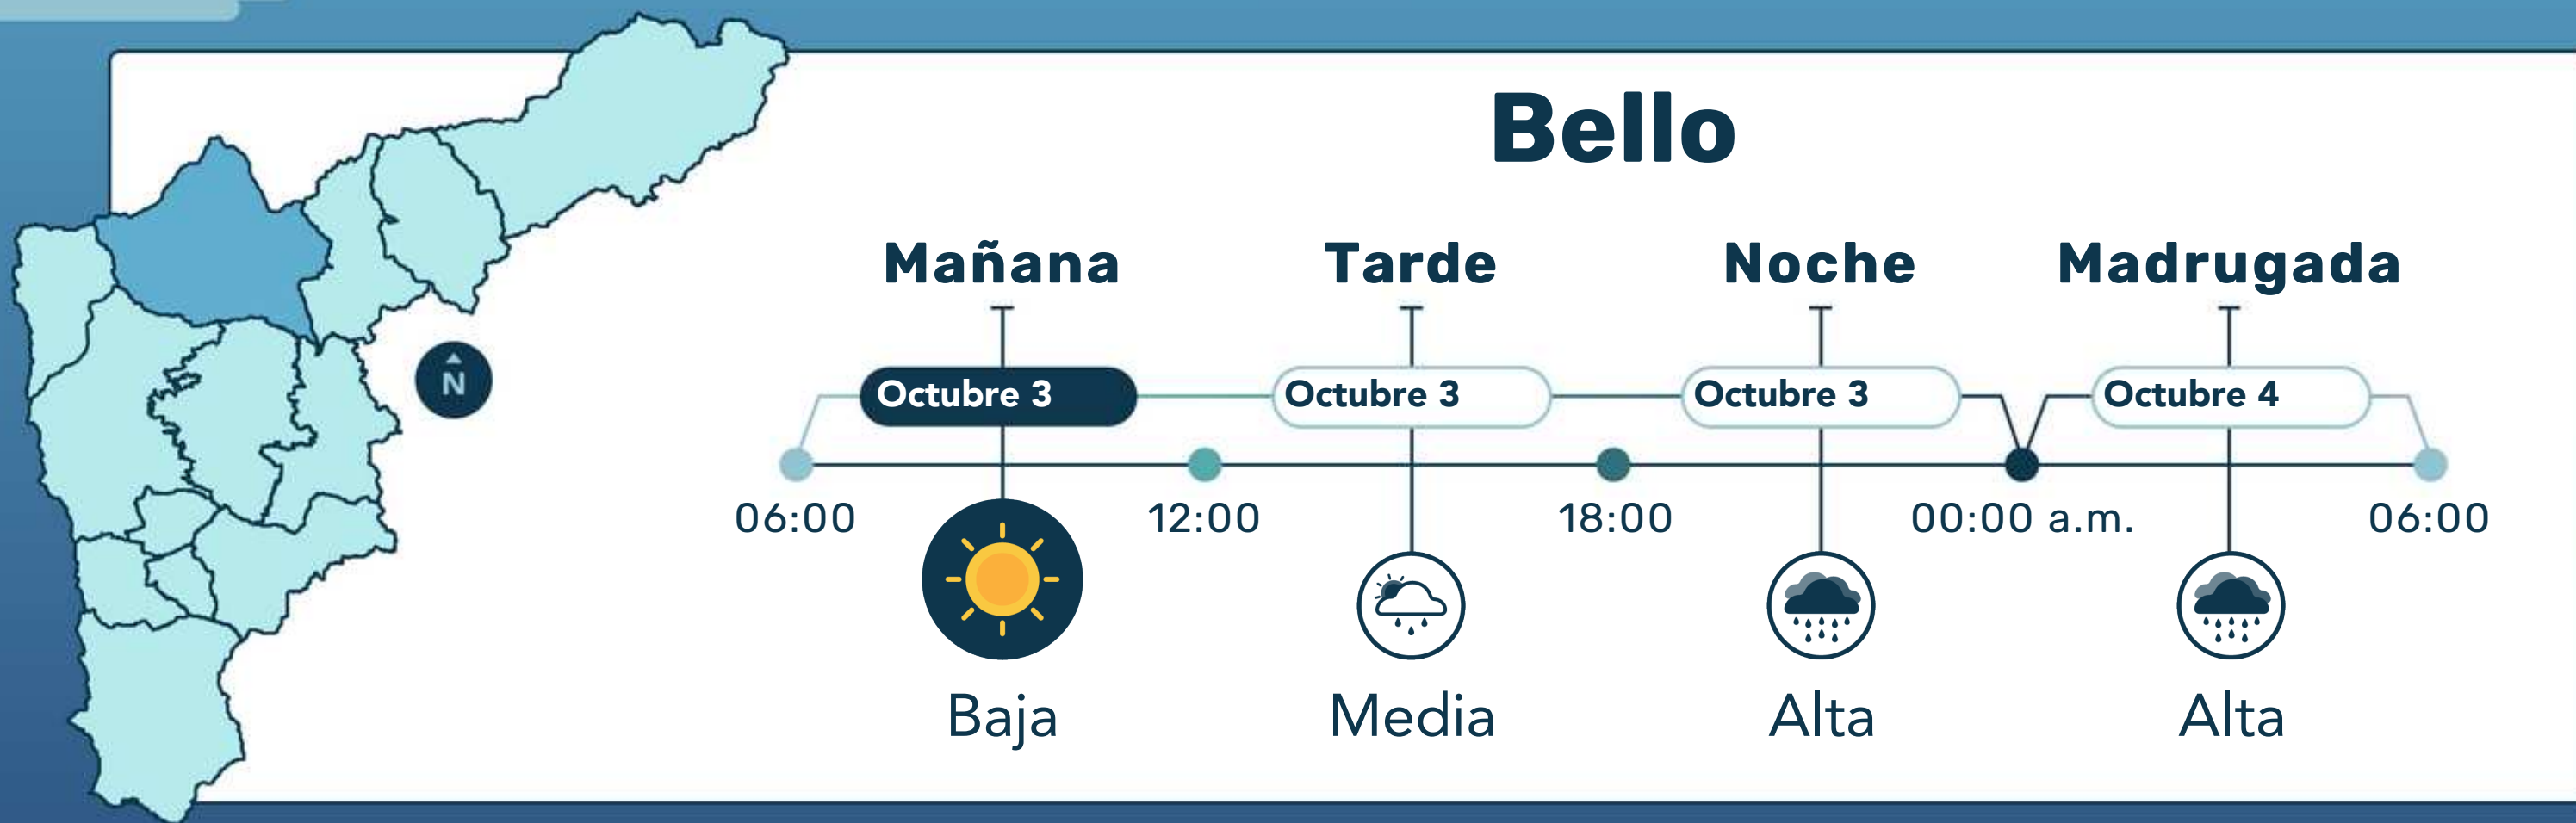 Bello
Mañana Tarde Noche Madrugada
Octubre 3 Octubre 3 Octubre 3 Octubre 4
N
06:00 12:00 18:00 00:00 a.m. 06:00
Baja Media Alta Alta